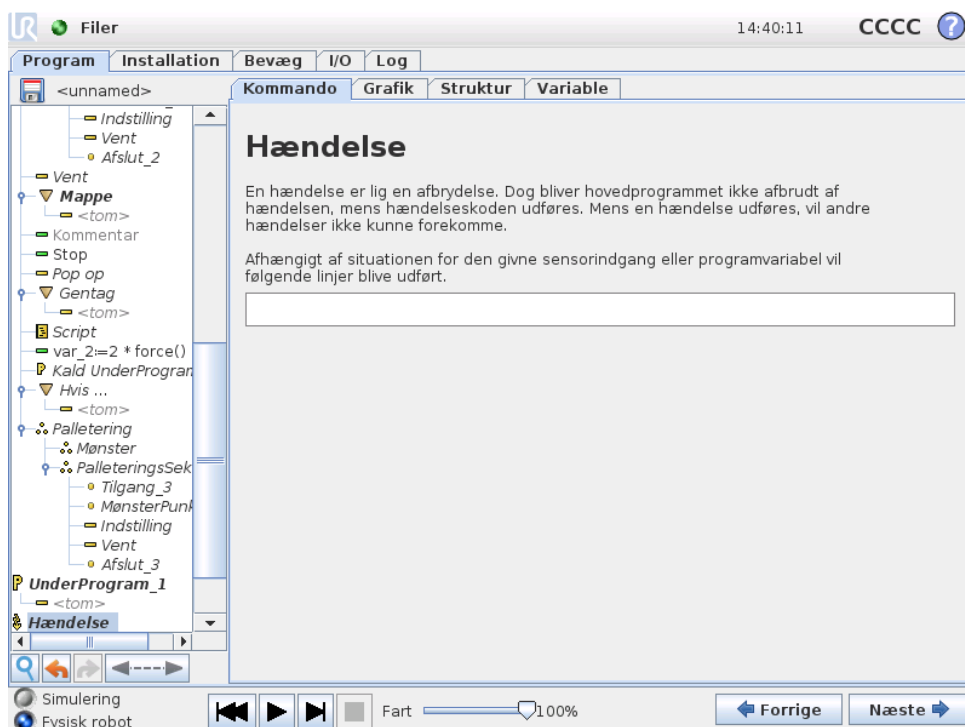 UR Filer 14:40:11 CCCC ?
Program Installation Bevæg I/O Log
<unnamed>
Kommando Grafik Struktur Variable
Indstilling
Vent
Afslut_2
Vent
Mappe
<tom>
Kommentar
Stop
Pop op
Gentag
<tom>
Script
var_2:=2 * force()
P Kald UnderProgran
Hvis ...
<tom>
Palletering
Mønster
PalleteringsSek
Tilgang_3
MønsterPunk
Indstilling
Vent
Afslut_3
P UnderProgram_1
<tom>
Hændelse
Hændelse
En hændelse er lig en afbrydelse. Dog bliver hovedprogrammet ikke afbrudt af
hændelsen, mens hændelseskoden udføres. Mens en hændelse udføres, vil andre
hændelser ikke kunne forekomme.
Afhængigt af situationen for den givne sensorindgang eller programvariabel vil
følgende linjer blive udført.
Simulering
Fysisk robot
Fart 100%
Forrige Næste